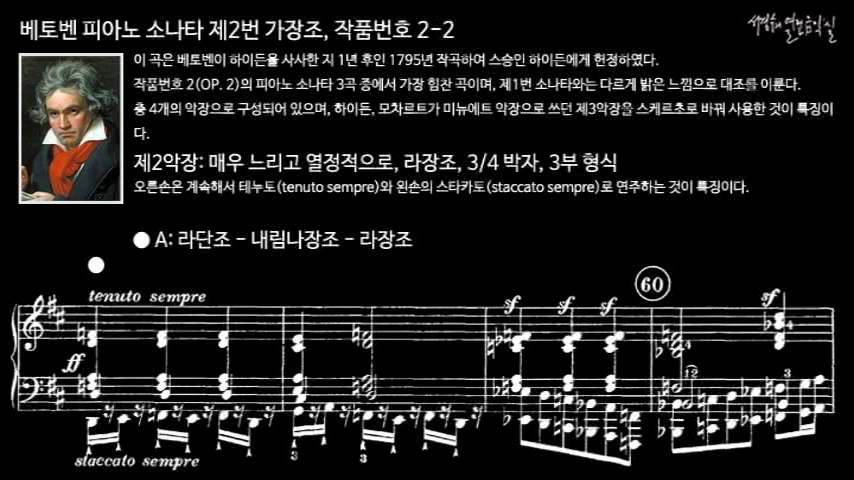 베토벤 피아노 소나타 제2번 가장조, 작품번호 2-2
이 곡은 베토벤이 하이든을 사사한 지 1년 후인 1795년 작곡하여 스승인 하이든에게 헌정하였다.
작품번호 2(OP. 2)의 피아노 소나타 3곡 중에서 가장 힘찬 곡이며, 제1번 소나타와는 다르게 밝은 느낌으로 대조를 이룬다.
총 4개의 악장으로 구성되어 있으며, 하이든, 모차르트가 미뉴에트 악장으로 쓰던 제3악장을 스케르초로 바꿔 사용한 것이 특징이
다.
제2악장: 매우 느리고 열정적으로, 라장조, 3/4 박자, 3부 형식
오른손은 계속해서 테누토(tenuto sempre)와 왼손의 스타카토(staccato sempre)로 연주하는 것이 특징이다.
A: 라단조 - 내림나장조 - 라장조
60
tenuto sempre
sf sf sf sf
ff
4 4
12 3
3 3
staccato sempre